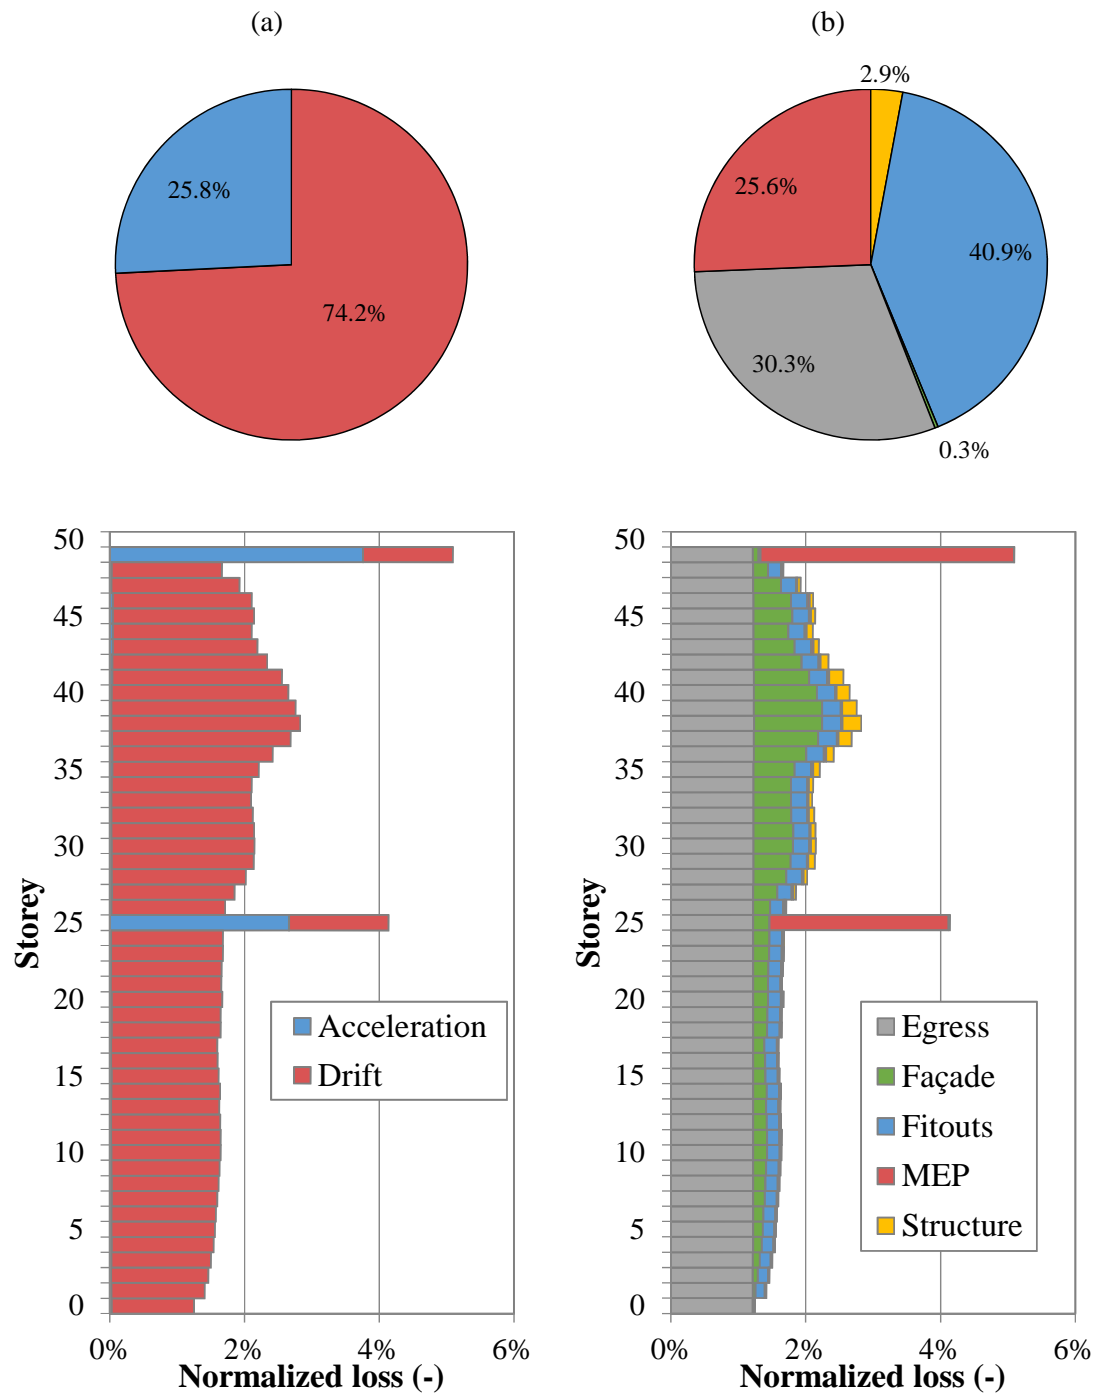 (a)
(b)
25.8%
74.2%
2.9%
25.6%
40.9%
30.3%
0.3%
50
45
40
35
30
25
20
15
10
5
0
Storey
Acceleration
Drift
0% 2% 4% 6%
Normalized loss (-)
50
45
40
35
30
25
20
15
10
5
0
Storey
Egress
Façade
Fitouts
MEP
Structure
0% 2% 4% 6%
Normalized loss (-)